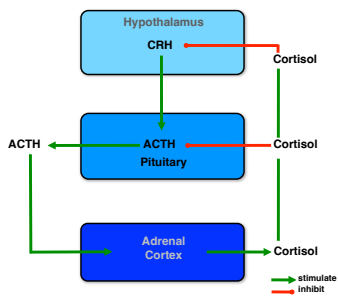 Hypothalamus
CRH
Cortisol
ACTH
ACTH
Cortisol
Pituitary
Adrenal
Cortex
Cortisol
stimulate
inhibit